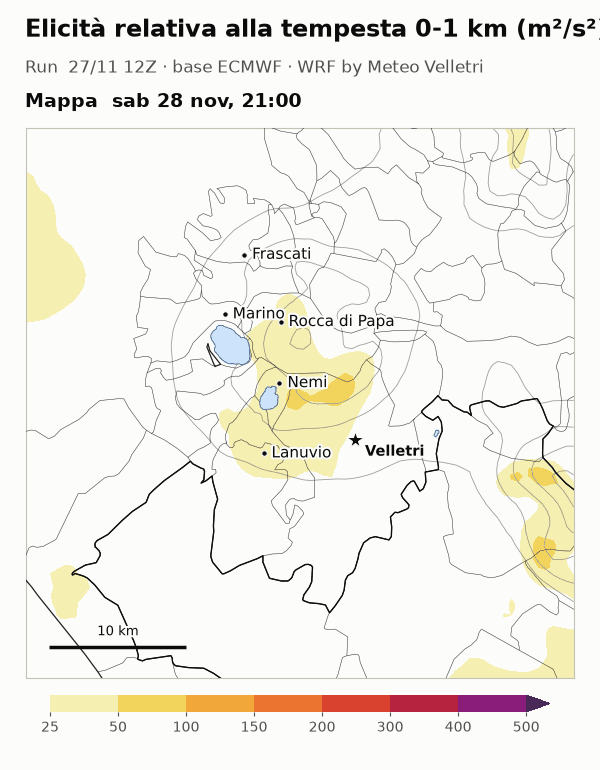 Elicità relativa alla tempesta 0-1 km (m²/s²)
Run 27/11 12Z · base ECMWF · WRF by Meteo Velletri
Mappa sab 28 nov, 21:00
Frascati
Marino
Rocca di Papa
Nemi
Velletri
Lanuvio
10 km
25 50 100 150 200 300 400 500